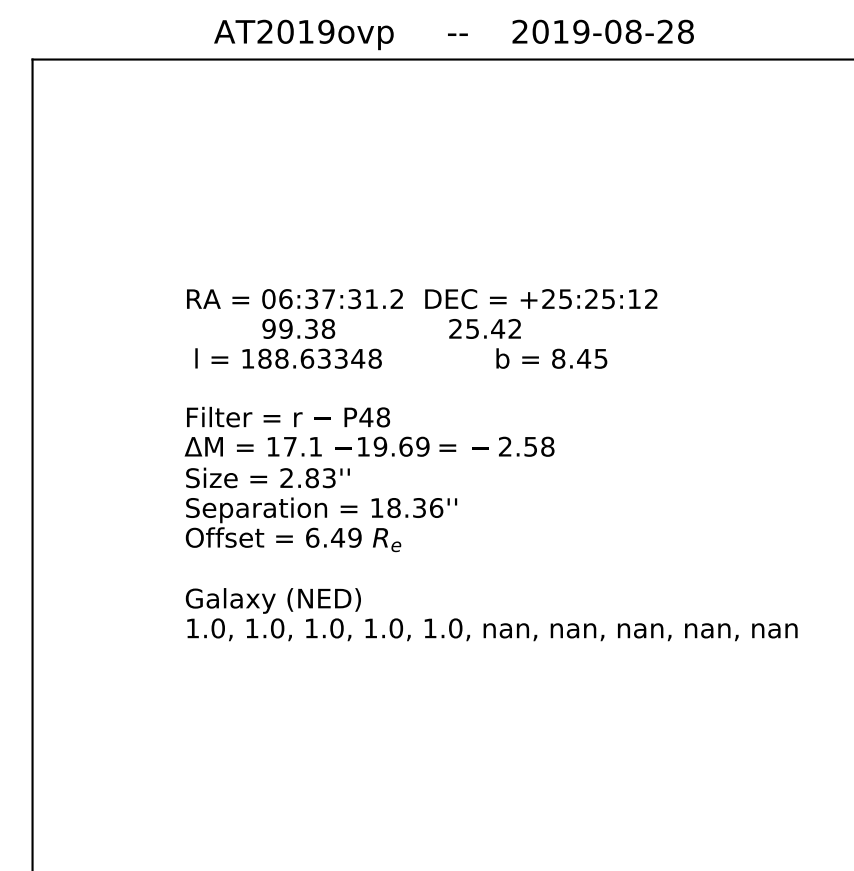 AT2019ovp -- 2019-08-28
RA = 06:37:31.2 DEC = +25:25:12
99.38 25.42
l = 188.63348 b = 8.45
Filter = r − P48
ΔM = 17.1 −19.69 = − 2.58
Size = 2.83''
Separation = 18.36''
Offset = 6.49 Re
Galaxy (NED)
1.0, 1.0, 1.0, 1.0, 1.0, nan, nan, nan, nan, nan